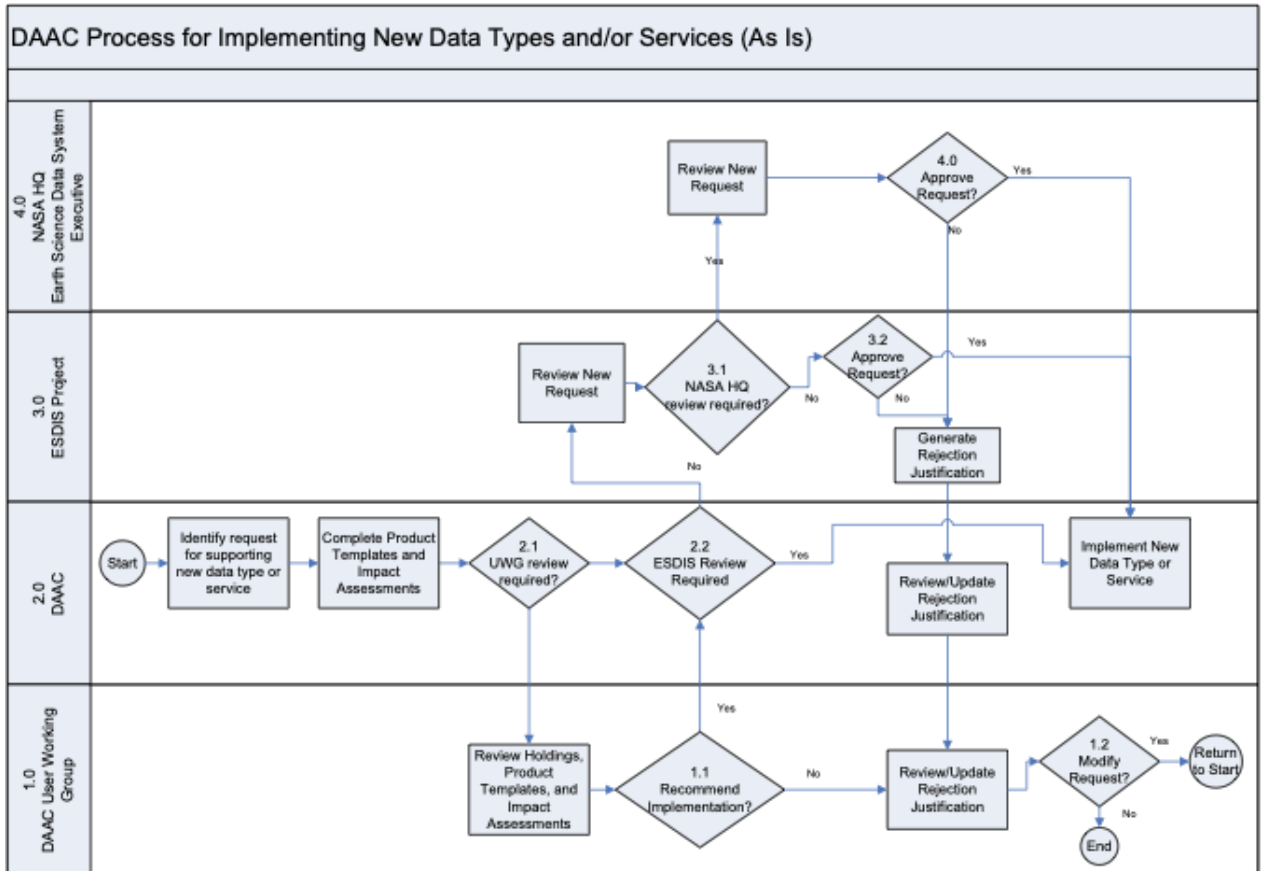 DAAC Process for Implementing New Data Types and/or Services (As Is)
4.0
NASA HQ
Earth Science Data System
Executive
Review New
Request
4.0
Approve
Request?
Yes
No
Yes
3.0
ESDIS Project
Review New
Request
3.1
NASA HQ
review required?
No
3.2
Approve
Request?
Yes
No
Generate
Rejection
Justification
No
2.0
DAAC
Start
Identify request
for supporting
new data type or
service
Complete Product
Templates and
Impact
Assessments
2.1
UWG review
required?
2.2
ESDIS Review
Required
Yes
Review/Update
Rejection
Justification
Implement New
Data Type or
Service
1.0
DAAC User Working
Group
Review Holdings,
Product
Templates, and
Impact
Assessments
Yes
1.1
Recommend
Implementation?
No
Review/Update
Rejection
Justification
1.2
Modify
Request?
Yes
Return
to Start
No
End